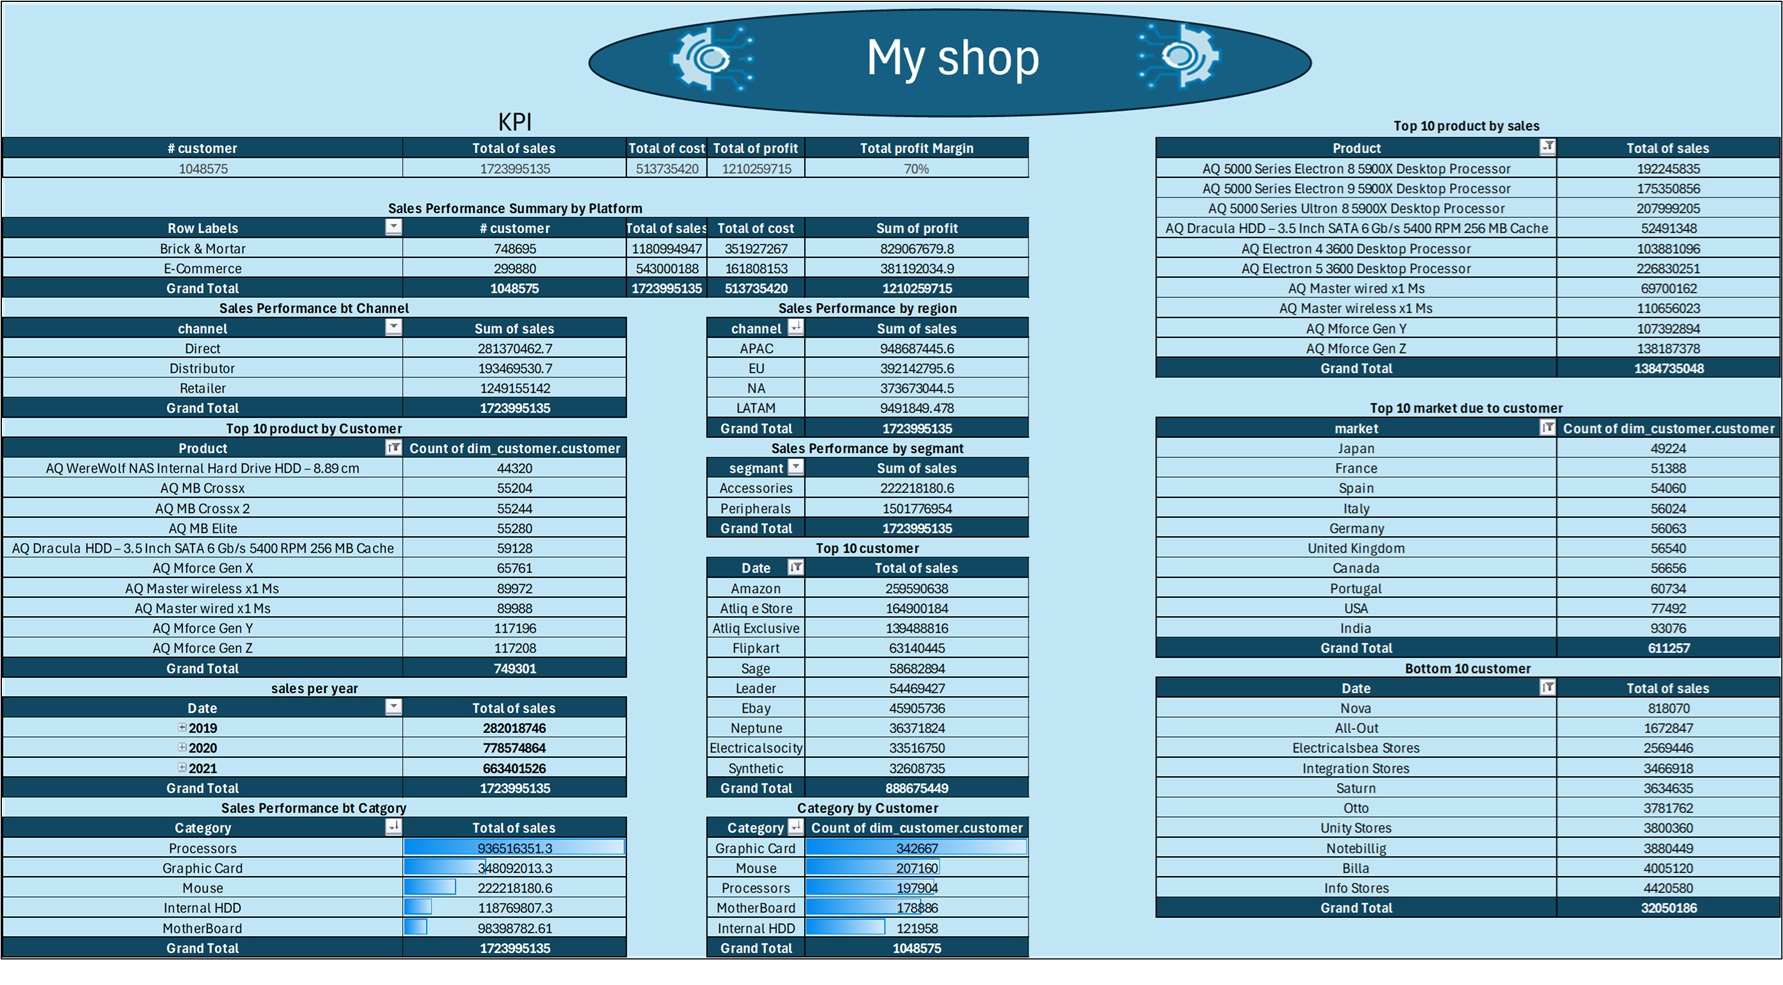 My shop
KPI
# customer Total of sales Total of cost Total of profit Total profit Margin
1048575 1723995135 513735420 1210259715 70%
Sales Performance Summary by Platform
Row Labels # customer Total of sales Total of cost Sum of profit
Brick & Mortar 748695 1180994947 351927267 829067679.8
E-Commerce 299880 543000188 161808153 381192034.9
Grand Total 1048575 1723995135 513735420 1210259715
Sales Performance bt Channel
channel Sum of sales
Direct 281370462.7
Distributor 193469530.7
Retailer 1249155142
Grand Total 1723995135
Top 10 product by Customer
Product Count of dim_customer.customer
AQ WereWolf NAS Internal Hard Drive HDD – 8.89 cm 44320
AQ MB Crossx 55204
AQ MB Crossx 2 55244
AQ MB Elite 55280
AQ Dracula HDD – 3.5 Inch SATA 6 Gb/s 5400 RPM 256 MB Cache 59128
AQ Mforce Gen X 65761
AQ Master wireless x1 Ms 89972
AQ Master wired x1 Ms 89988
AQ Mforce Gen Y 117196
AQ Mforce Gen Z 117208
Grand Total 749301
sales per year
Date Total of sales
2019 282018746
2020 778574864
2021 663401526
Grand Total 1723995135
Sales Performance bt Catgory
Category Total of sales
Processors 936516351.3
Graphic Card 348092013.3
Mouse 222218180.6
Internal HDD 118769807.3
MotherBoard 98398782.61
Grand Total 1723995135
Sales Performance by region
channel Sum of sales
APAC 948687445.6
EU 392142795.6
NA 373673044.5
LATAM 9491849.478
Grand Total 1723995135
Sales Performance by segmant
segmant Sum of sales
Accessories 222218180.6
Peripherals 1501776954
Grand Total 1723995135
Top 10 customer
Date Total of sales
Amazon 259590638
Atliq e Store 164900184
Atliq Exclusive 139488816
Flipkart 63140445
Sage 58682894
Leader 54469427
Ebay 45905736
Neptune 36371824
Electricalsocity 33516750
Synthetic 32608735
Grand Total 888675449
Category by Customer
Category Count of dim_customer.customer
Graphic Card 342667
Mouse 207160
Processors 197904
MotherBoard 178886
Internal HDD 121958
Grand Total 1048575
Top 10 product by sales
Product Total of sales
AQ 5000 Series Electron 8 5900X Desktop Processor 192245835
AQ 5000 Series Electron 9 5900X Desktop Processor 175350856
AQ 5000 Series Ultron 8 5900X Desktop Processor 207999205
AQ Dracula HDD – 3.5 Inch SATA 6 Gb/s 5400 RPM 256 MB Cache 52491348
AQ Electron 4 3600 Desktop Processor 103881096
AQ Electron 5 3600 Desktop Processor 226830251
AQ Master wired x1 Ms 69700162
AQ Master wireless x1 Ms 110656023
AQ Mforce Gen Y 107392894
AQ Mforce Gen Z 138187378
Grand Total 1384735048
Top 10 market due to customer
market Count of dim_customer.customer
Japan 49224
France 51388
Spain 54060
Italy 56024
Germany 56063
United Kingdom 56540
Canada 56656
Portugal 60734
USA 77492
India 93076
Grand Total 611257
Bottom 10 customer
Date Total of sales
Nova 818070
All-Out 1672847
Electricalsbea Stores 2569446
Integration Stores 3466918
Saturn 3634635
Otto 3781762
Unity Stores 3800360
Notebillig 3880449
Billa 4005120
Info Stores 4420580
Grand Total 32050186